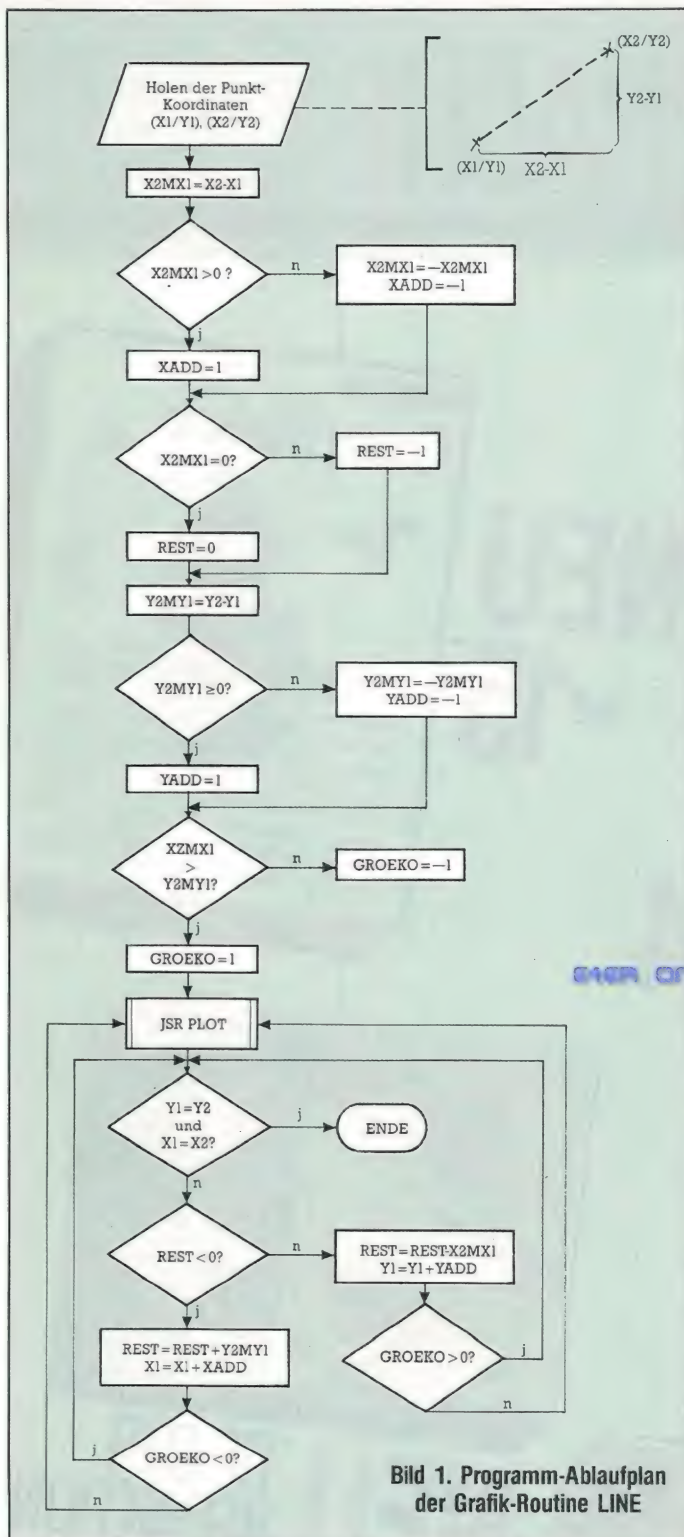 Holen der Punkt-
Koordinaten
(X1/Y1), (X2/Y2)
(X2/Y2)
Y2-Y1
(X1/Y1)
X2-X1
X2MX1=X2-X1
X2MX1>0 ?
n
X2MX1=—X2MX1
XADD=—1
j
XADD=1
X2MX1=0?
n
REST=—1
j
REST=0
Y2MY1=Y2-Y1
Y2MY1≥0?
n
Y2MY1=—Y2MY1
YADD=—1
j
YADD=1
XZMX1
>
Y2MY1?
n
GROEKO=—1
j
GROEKO=1
JSR PLOT
Y1=Y2
und
X1=X2?
j
ENDE
n
REST<0?
n
REST=REST-X2MX1
Y1=Y1+YADD
j
REST=REST+Y2MY1
X1=X1+XADD
GROEKO>0?
j
n
GROEKO<0?
j
n
Bild 1. Programm-Ablaufplan
der Grafik-Routine LINE